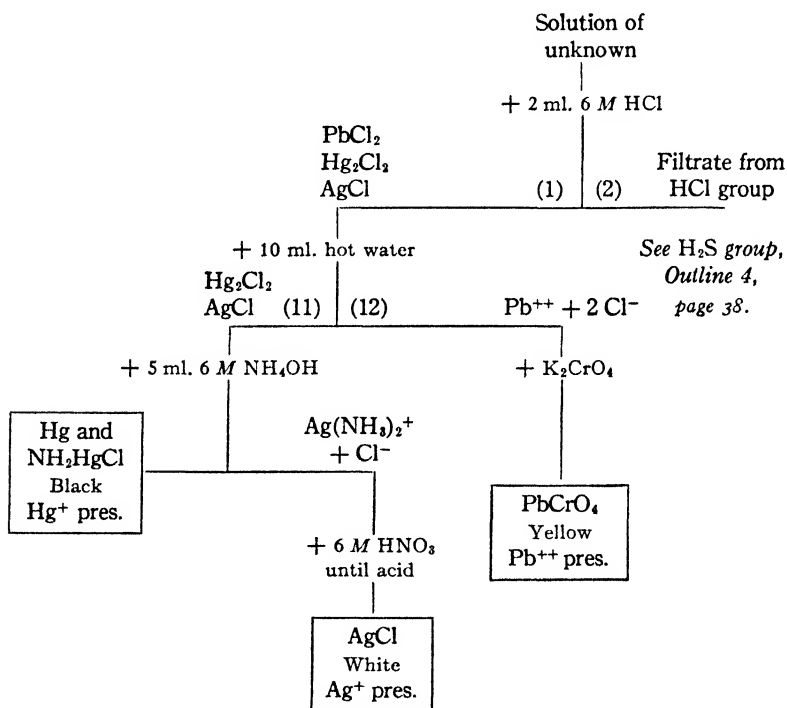 Solution of
unknown
+ 2 ml. 6 M HCl
PbCl₂
Hg₂Cl₂
AgCl
(1) (2)
Filtrate from
HCl group
+ 10 ml. hot water
See H₂S group,
Outline 4,
page 38.
Hg₂Cl₂
AgCl (11) (12)
Pb⁺⁺ + 2 Cl⁻
+ 5 ml. 6 M NH₄OH
+ K₂CrO₄
Hg and
NH₂HgCl
Black
Hg⁺ pres.
Ag(NH₃)₂⁺
+ Cl⁻
PbCrO₄
Yellow
Pb⁺⁺ pres.
+ 6 M HNO₃
until acid
AgCl
White
Ag⁺ pres.